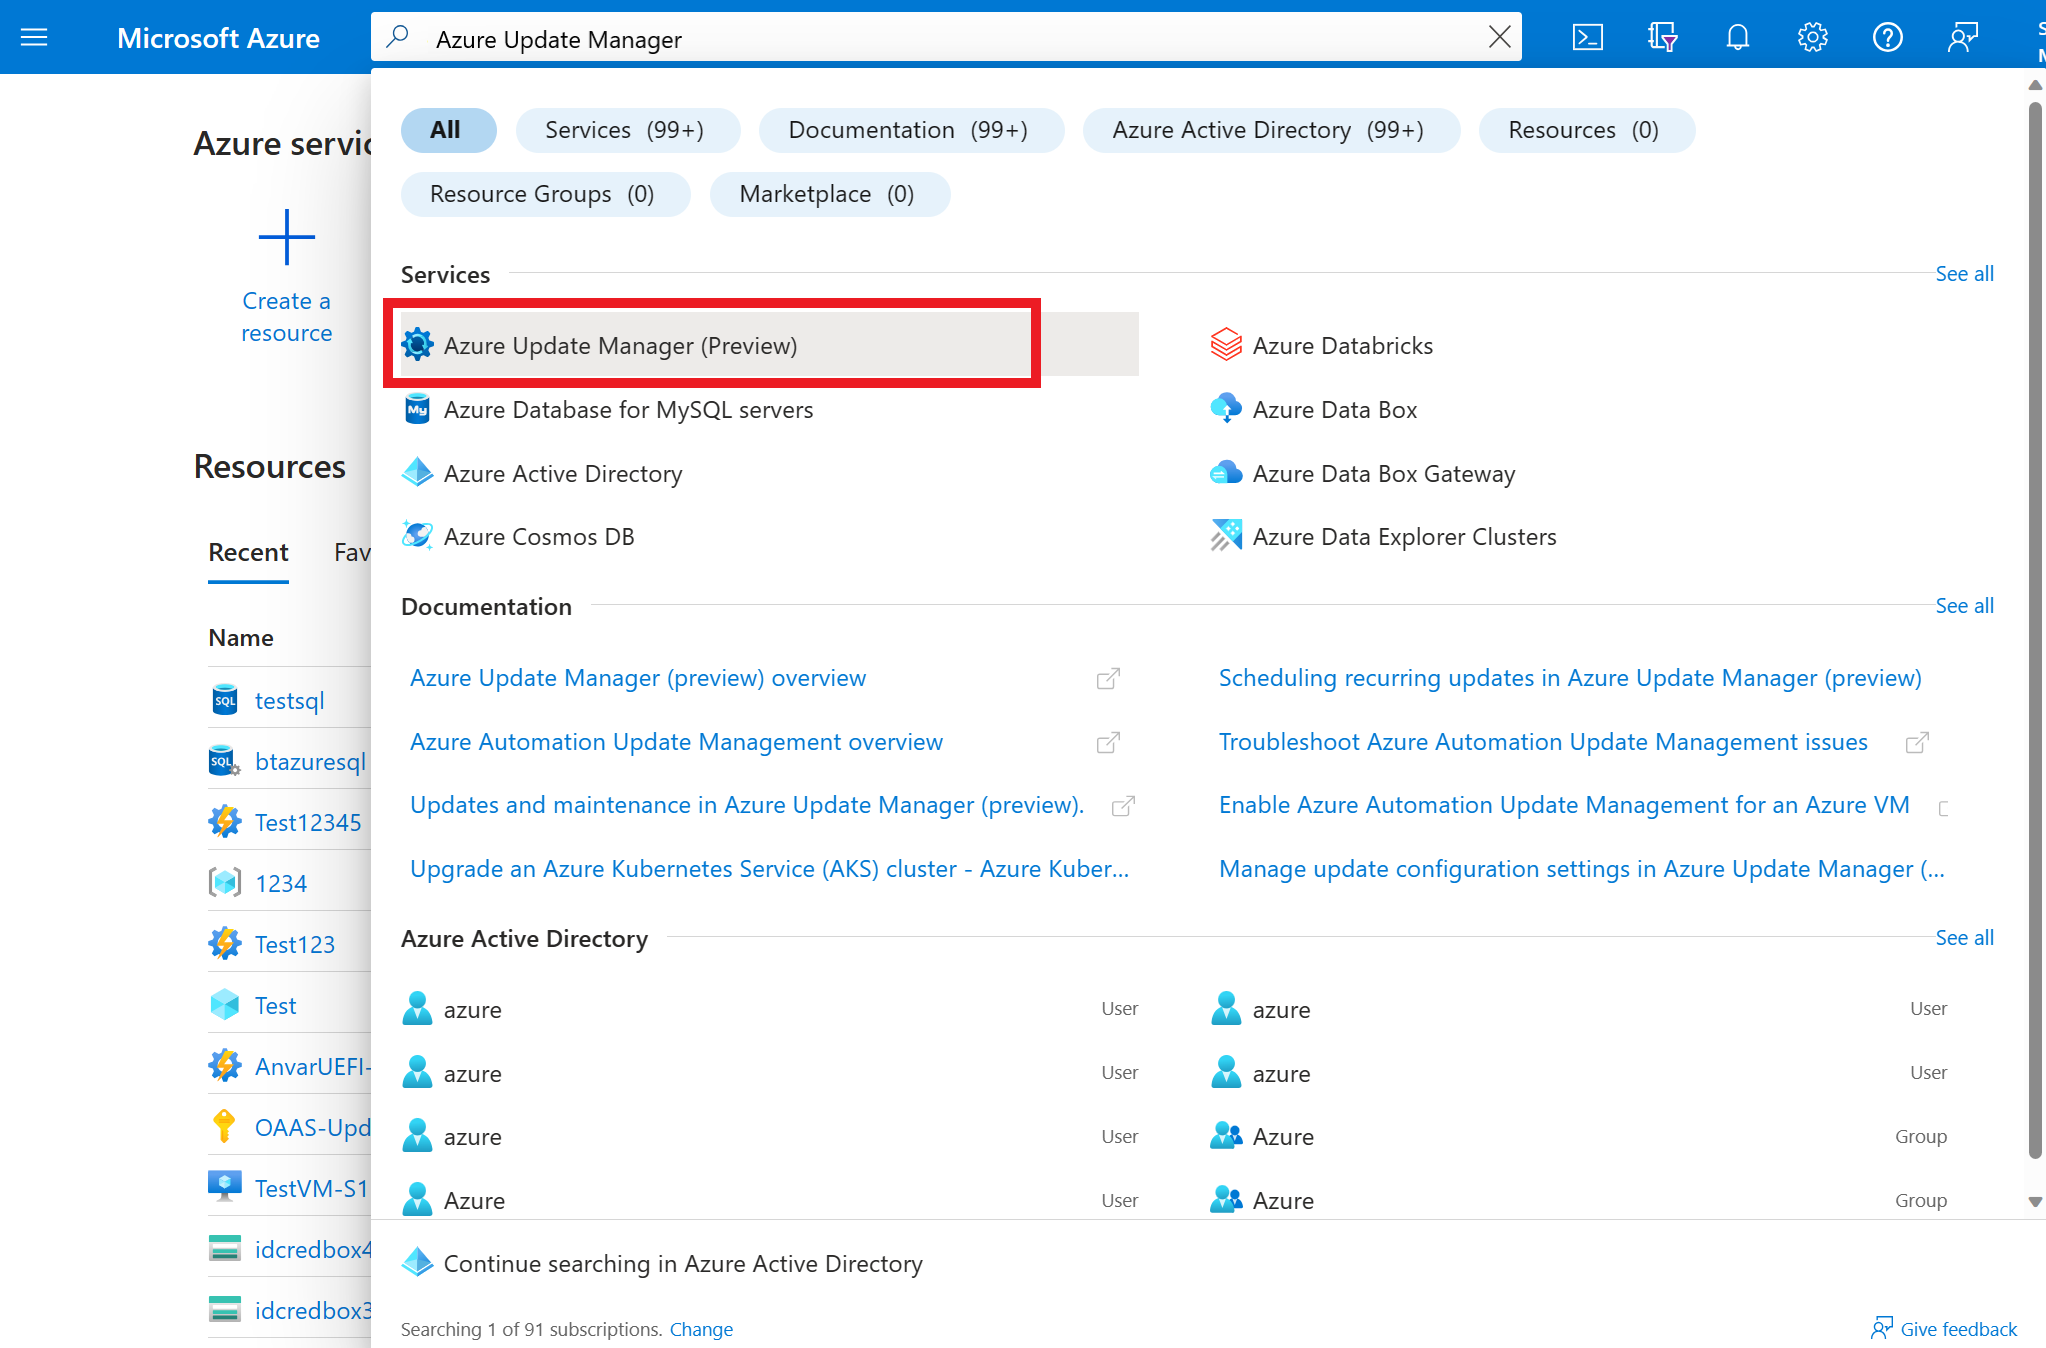 Microsoft Azure
Azure Update Manager
S
M
Azure servic
Create a
resource
Resources
Recent Fav
Name
testsql
btazuresql
Test12345
1234
Test123
Test
AnvarUEFI-
OAAS-Upd
TestVM-S1
idcredbox4
idcredbox3
All
Services (99+)
Documentation (99+)
Azure Active Directory (99+)
Resources (0)
Resource Groups (0)
Marketplace (0)
Services See all
Azure Update Manager (Preview)
Azure Databricks
My Azure Database for MySQL servers
Azure Data Box
Azure Active Directory
Azure Data Box Gateway
Azure Cosmos DB
Azure Data Explorer Clusters
Documentation See all
Azure Update Manager (preview) overview
Scheduling recurring updates in Azure Update Manager (preview)
Azure Automation Update Management overview
Troubleshoot Azure Automation Update Management issues
Updates and maintenance in Azure Update Manager (preview).
Enable Azure Automation Update Management for an Azure VM
Upgrade an Azure Kubernetes Service (AKS) cluster - Azure Kuber...
Manage update configuration settings in Azure Update Manager (...
Azure Active Directory See all
azure User
azure User
azure User
azure User
azure User
Azure Group
Azure User
Azure Group
Continue searching in Azure Active Directory
Searching 1 of 91 subscriptions. Change
Give feedback